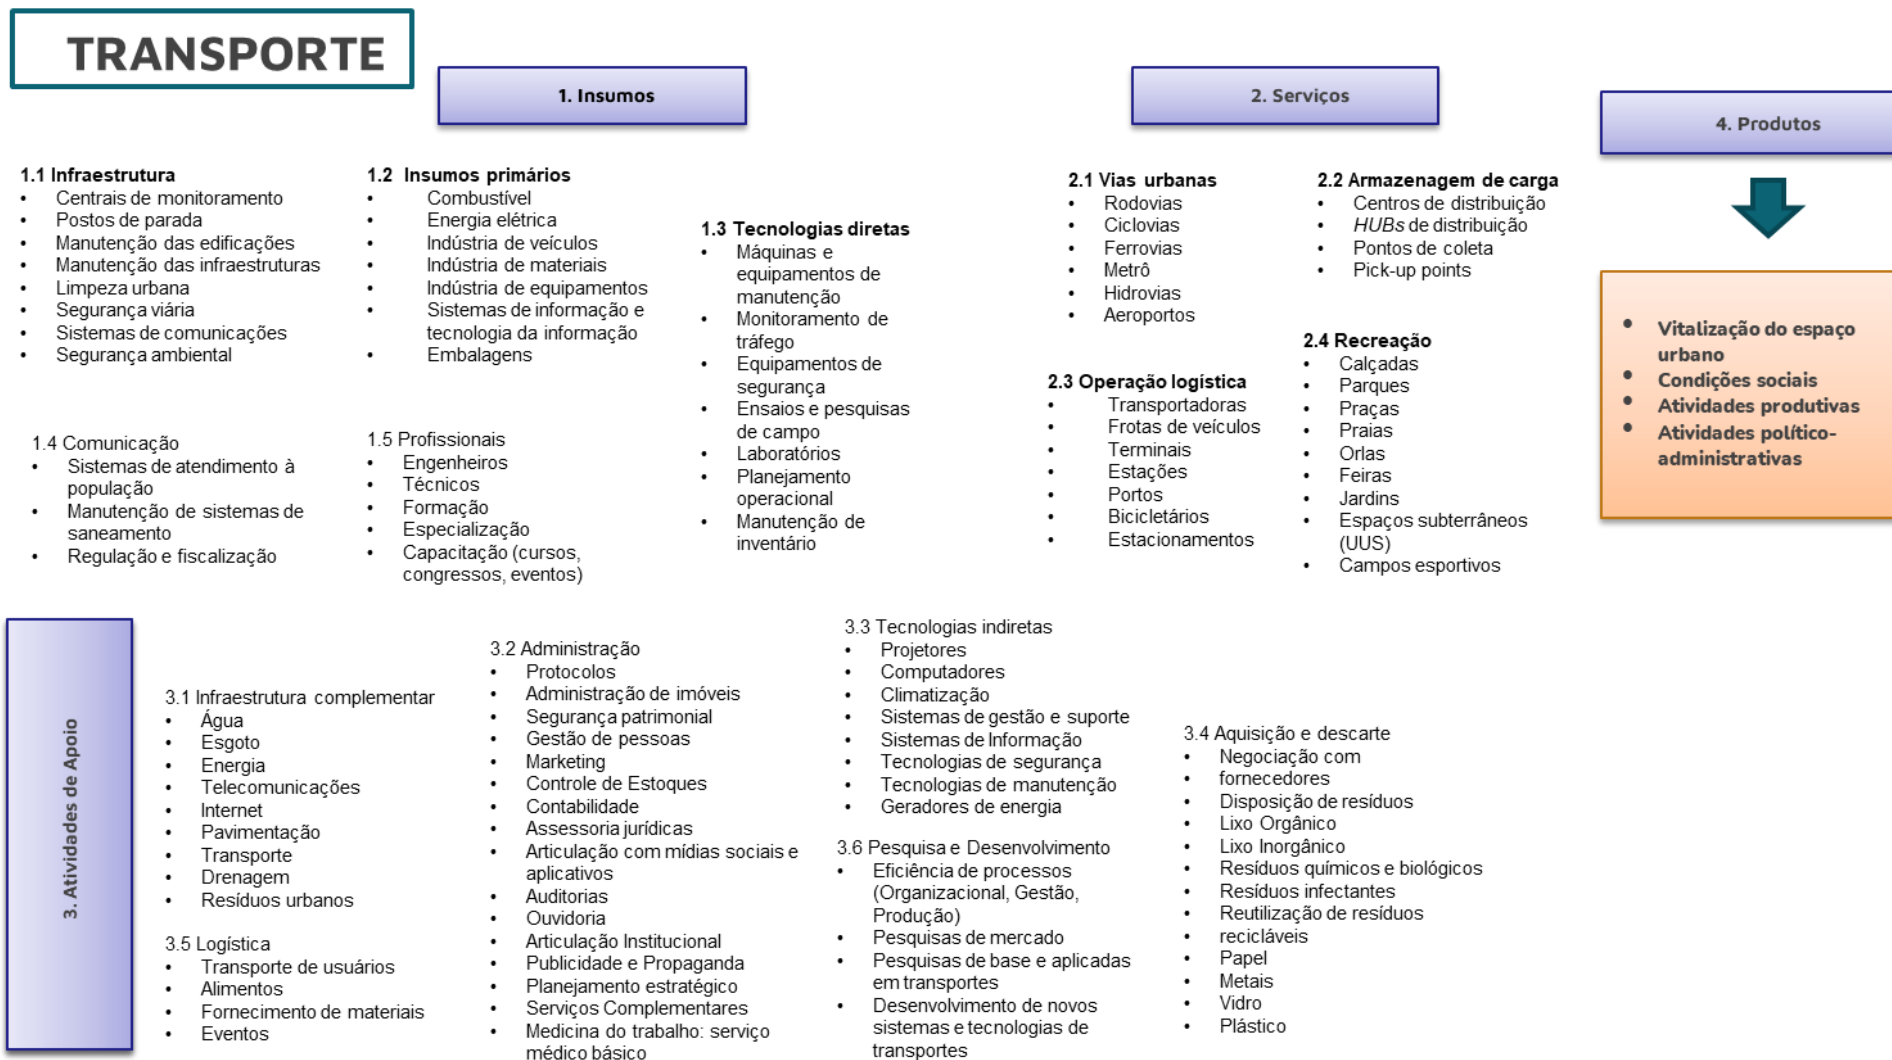 TRANSPORTE
1. Insumos
2. Serviços
4. Produtos
1.1 Infraestrutura
• Centrais de monitoramento
• Postos de parada
• Manutenção das edificações
• Manutenção das infraestruturas
• Limpeza urbana
• Segurança viária
• Sistemas de comunicações
• Segurança ambiental
1.2 Insumos primários
• Combustível
• Energia elétrica
• Indústria de veículos
• Indústria de materiais
• Indústria de equipamentos
• Sistemas de informação e
tecnologia da informação
• Embalagens
1.3 Tecnologias diretas
• Máquinas e
equipamentos de
manutenção
• Monitoramento de
tráfego
• Equipamentos de
segurança
• Ensaios e pesquisas
de campo
• Laboratórios
• Planejamento
operacional
• Manutenção de
inventário
1.4 Comunicação
• Sistemas de atendimento à
população
• Manutenção de sistemas de
saneamento
• Regulação e fiscalização
1.5 Profissionais
• Engenheiros
• Técnicos
• Formação
• Especialização
• Capacitação (cursos,
congressos, eventos)
2.1 Vias urbanas
• Rodovias
• Ciclovias
• Ferrovias
• Metrô
• Hidrovias
• Aeroportos
2.2 Armazenagem de carga
• Centros de distribuição
• HUBs de distribuição
• Pontos de coleta
• Pick-up points
2.3 Operação logística
• Transportadoras
• Frotas de veículos
• Terminais
• Estações
• Portos
• Bicicletários
• Estacionamentos
2.4 Recreação
• Calçadas
• Parques
• Praças
• Praias
• Orlas
• Feiras
• Jardins
• Espaços subterrâneos
(UUS)
• Campos esportivos
• Vitalização do espaço
urbano
• Condições sociais
• Atividades produtivas
• Atividades político-
administrativas
3. Atividades de Apoio
3.1 Infraestrutura complementar
• Água
• Esgoto
• Energia
• Telecomunicações
• Internet
• Pavimentação
• Transporte
• Drenagem
• Resíduos urbanos
3.5 Logística
• Transporte de usuários
• Alimentos
• Fornecimento de materiais
• Eventos
3.2 Administração
• Protocolos
• Administração de imóveis
• Segurança patrimonial
• Gestão de pessoas
• Marketing
• Controle de Estoques
• Contabilidade
• Assessoria jurídicas
• Articulação com mídias sociais e
aplicativos
• Auditorias
• Ouvidoria
• Articulação Institucional
• Publicidade e Propaganda
• Planejamento estratégico
• Serviços Complementares
• Medicina do trabalho: serviço
médico básico
3.3 Tecnologias indiretas
• Projetores
• Computadores
• Climatização
• Sistemas de gestão e suporte
• Sistemas de Informação
• Tecnologias de segurança
• Tecnologias de manutenção
• Geradores de energia
3.6 Pesquisa e Desenvolvimento
• Eficiência de processos
(Organizacional, Gestão,
Produção)
• Pesquisas de mercado
• Pesquisas de base e aplicadas
em transportes
• Desenvolvimento de novos
sistemas e tecnologias de
transportes
3.4 Aquisição e descarte
• Negociação com
• fornecedores
• Disposição de resíduos
• Lixo Orgânico
• Lixo Inorgânico
• Resíduos químicos e biológicos
• Resíduos infectantes
• Reutilização de resíduos
• recicláveis
• Papel
• Metais
• Vidro
• Plástico